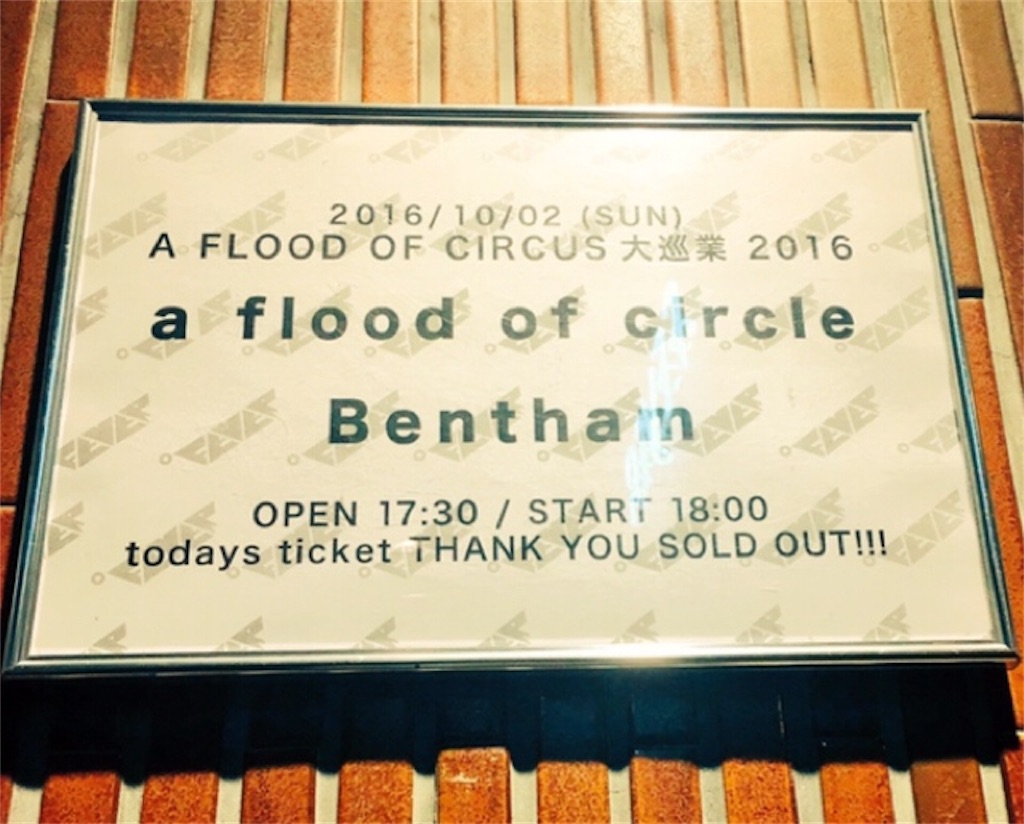 2016/10/02 (SUN)
A FLOOD OF CIRCUS 大巡業 2016
a flood of circle
Bentham
OPEN 17:30 / START 18:00
todays ticket THANK YOU SOLD OUT!!!